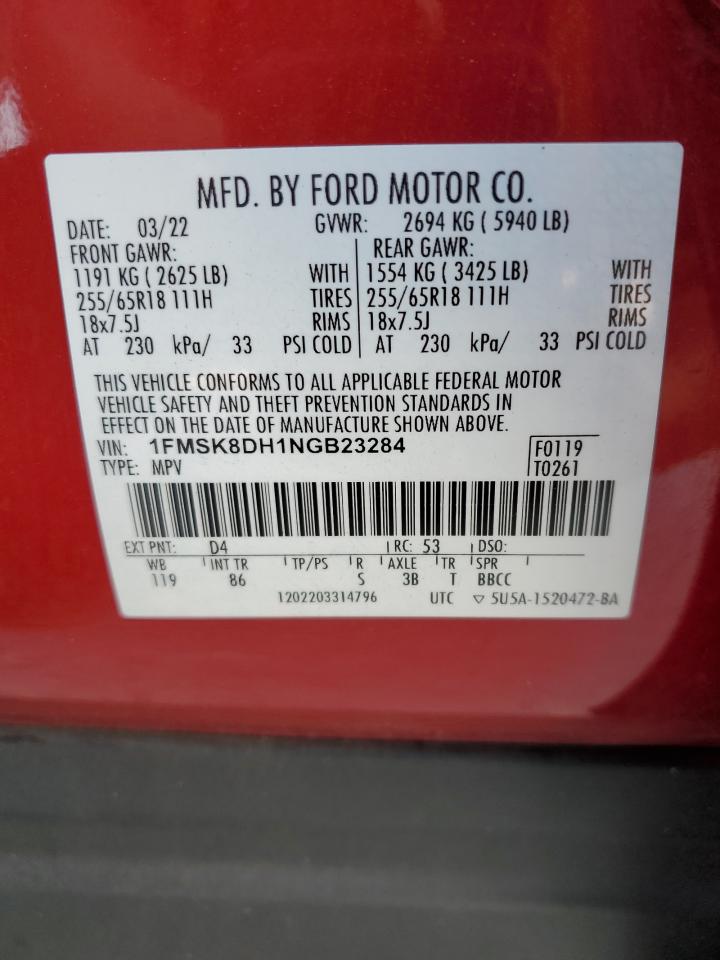 MFD. BY FORD MOTOR CO.
DATE: 03/22 GVWR: 2694 KG ( 5940 LB)
FRONT GAWR: REAR GAWR:
1191 KG ( 2625 LB) WITH 1554 KG ( 3425 LB) WITH
255/65R18 111H TIRES 255/65R18 111H TIRES
18x7.5J RIMS 18x7.5J RIMS
AT 230 kPa/ 33 PSI COLD AT 230 kPa/ 33 PSI COLD
THIS VEHICLE CONFORMS TO ALL APPLICABLE FEDERAL MOTOR
VEHICLE SAFETY AND THEFT PREVENTION STANDARDS IN
EFFECT ON THE DATE OF MANUFACTURE SHOWN ABOVE.
VIN: 1FMSK8DH1NGB23284 F0119
TYPE: MPV T0261
EXT PNT: D4 RC: 53 DSO:
WB INT TR TP/PS R AXLE TR SPR
119 86 S 3B T BBCC
1202203314796 UTC ▽ 5U5A-1520472-BA